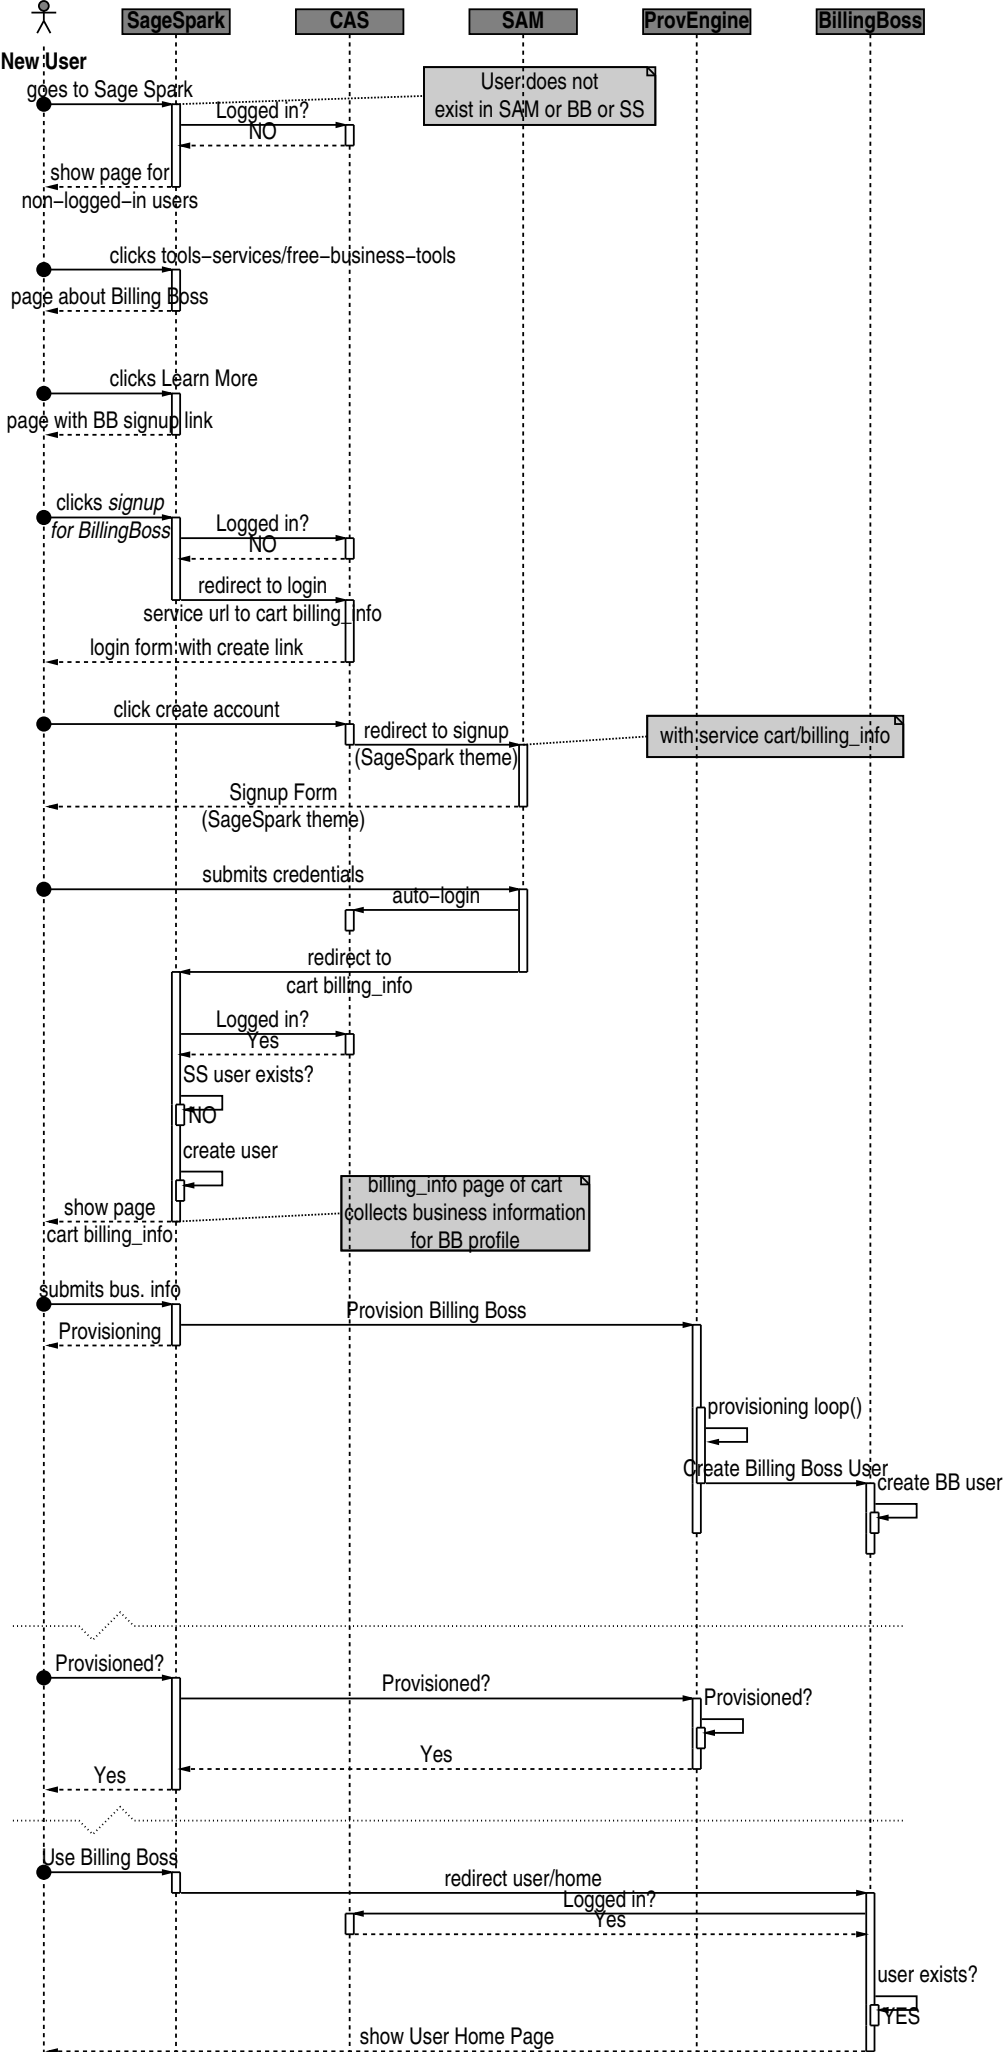 SageSpark
CAS
SAM
ProvEngine
BillingBoss
New User
goes to Sage Spark
User does not
exist in SAM or BB or SS
Logged in?
NO
show page for
non-logged-in users
clicks tools-services/free-business-tools
page about Billing Boss
clicks Learn More
page with BB signup link
clicks signup
for BillingBoss
Logged in?
NO
redirect to login
service url to cart billing_info
login form with create link
click create account
redirect to signup
(SageSpark theme)
with service cart/billing_info
Signup Form
(SageSpark theme)
submits credentials
auto-login
redirect to
cart billing_info
Logged in?
Yes
SS user exists?
NO
create user
show page
cart billing_info
billing_info page of cart
collects business information
for BB profile
submits bus. info
Provision Billing Boss
Provisioning
provisioning loop()
Create Billing Boss User
create BB user
Provisioned?
Provisioned?
Provisioned?
Yes
Yes
Use Billing Boss
redirect user/home
Logged in?
Yes
user exists?
YES
show User Home Page